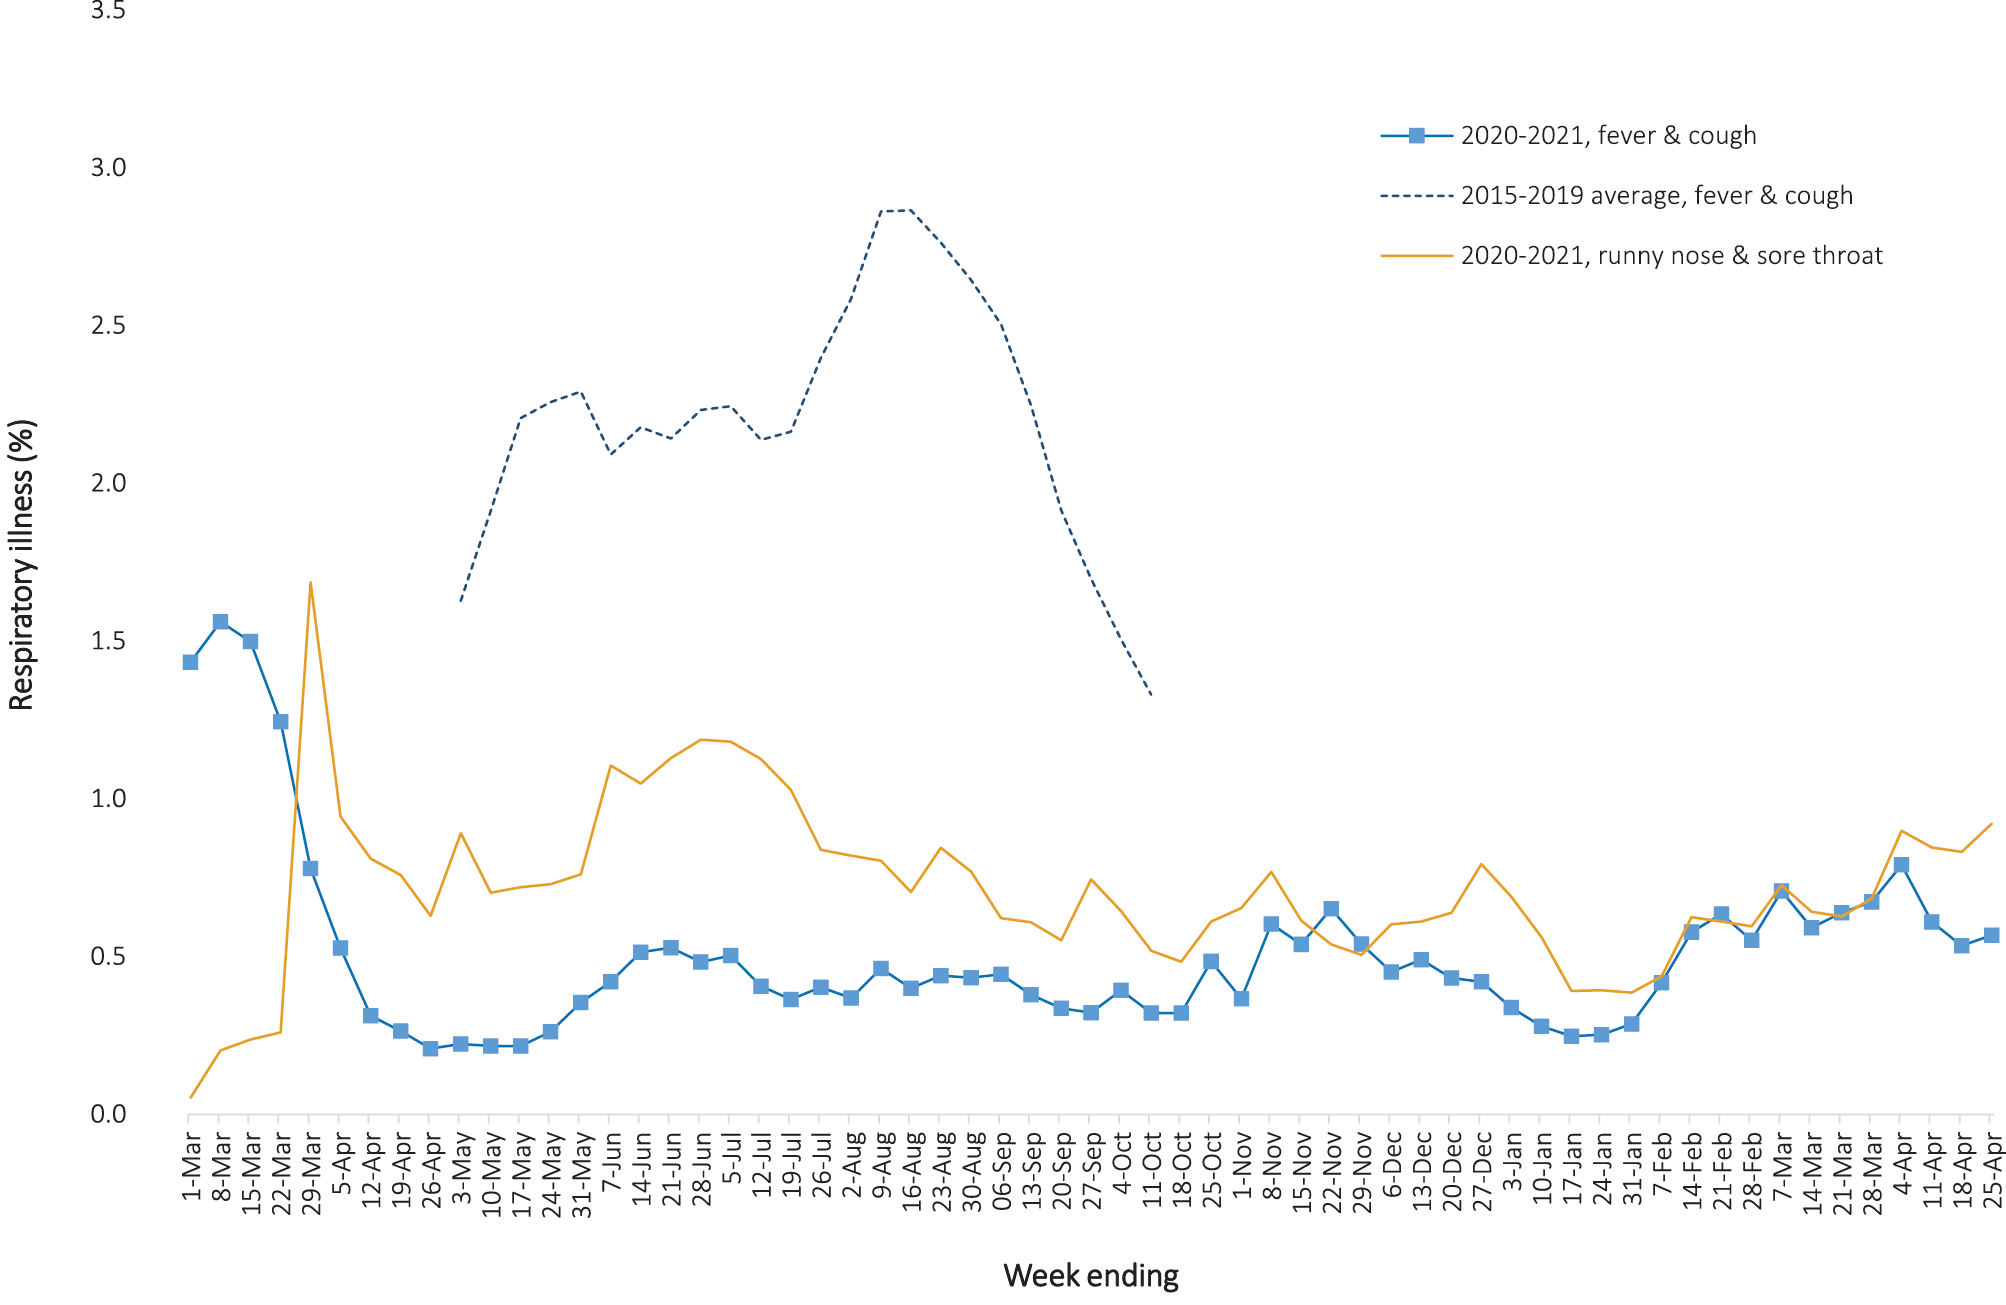 3.5
3.0
2.5
2.0
1.5
1.0
0.5
0.0
Respiratory illness (%)
2020-2021, fever & cough
2015-2019 average, fever & cough
2020-2021, runny nose & sore throat
1-Mar
8-Mar
15-Mar
22-Mar
29-Mar
5-Apr
12-Apr
19-Apr
26-Apr
3-May
10-May
17-May
24-May
31-May
7-Jun
14-Jun
21-Jun
28-Jun
5-Jul
12-Jul
19-Jul
26-Jul
2-Aug
9-Aug
16-Aug
23-Aug
30-Aug
06-Sep
13-Sep
20-Sep
27-Sep
4-Oct
11-Oct
18-Oct
25-Oct
1-Nov
8-Nov
15-Nov
22-Nov
29-Nov
6-Dec
13-Dec
20-Dec
27-Dec
3-Jan
10-Jan
17-Jan
24-Jan
31-Jan
7-Feb
14-Feb
21-Feb
28-Feb
7-Mar
14-Mar
21-Mar
28-Mar
4-Apr
11-Apr
18-Apr
25-Apr
Week ending